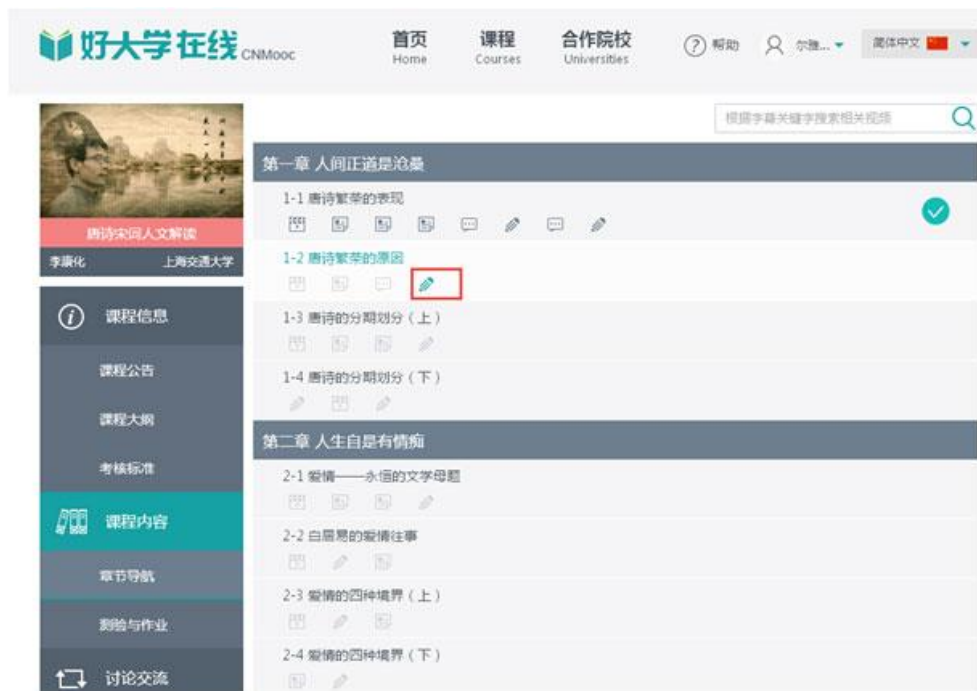 好大学在线 CNMooc
首页 课程 合作院校
Home Courses Universities
帮助 尔雅... 简体中文
根据字幕关键字搜索相关视频
唐诗宋词人文解读
李康化 上海交通大学
课程信息
课程公告
课程大纲
考核标准
课程内容
章节导航
测验与作业
讨论交流
第一章 人间正道是沧桑
1-1 唐诗繁荣的表现
1-2 唐诗繁荣的原因
1-3 唐诗的分期划分（上）
1-4 唐诗的分期划分（下）
第二章 人生自是有情痴
2-1 爱情——永恒的文学母题
2-2 白居易的爱情往事
2-3 爱情的四种境界（上）
2-4 爱情的四种境界（下）